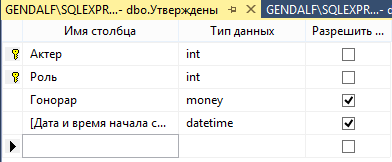 GENDALF\SQLEXPR...- dbo.Утверждены
GENDALF\SQLEXPR...- d
Имя столбца Тип данных Разрешить ...
Актер int
Роль int
Гонорар money
[Дата и время начала с... datetime